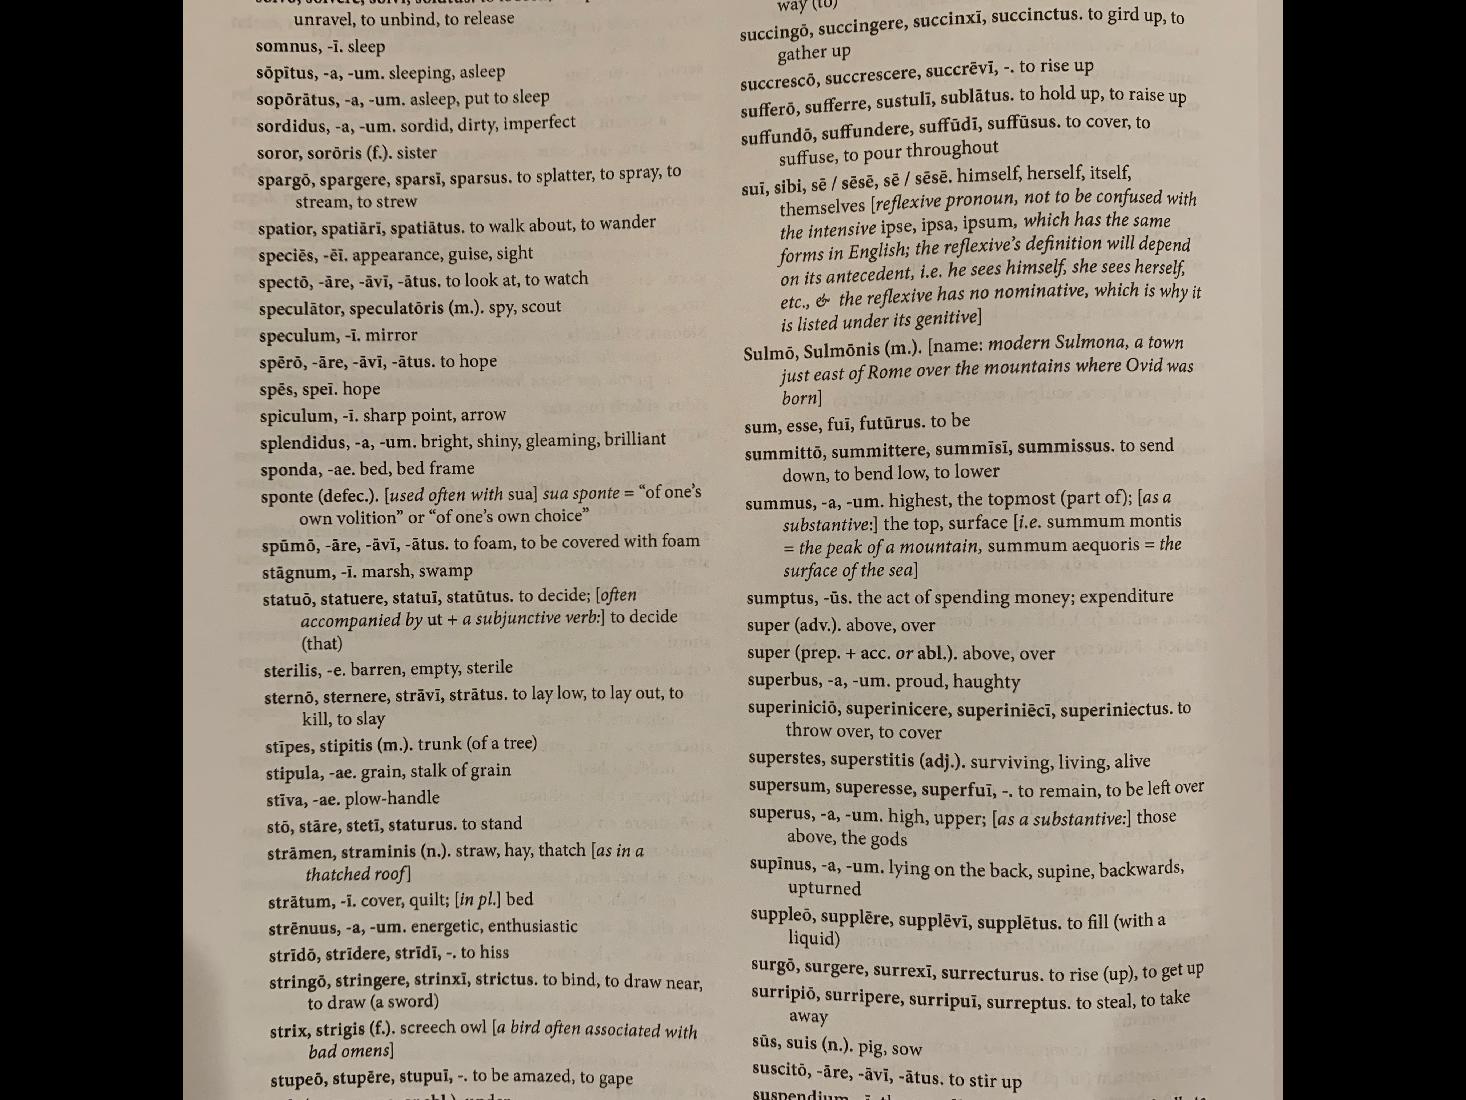 unravel, to unbind, to release
somnus, -ī. sleep
sōpītus, -a, -um. sleeping, asleep
sopōrātus, -a, -um. asleep, put to sleep
sordidus, -a, -um. sordid, dirty, imperfect
soror, sorōris (f.). sister
spargō, spargere, sparsī, sparsus. to splatter, to spray, to
stream, to strew
spatior, spatiārī, spatiātus. to walk about, to wander
speciēs, -ēī. appearance, guise, sight
spectō, -āre, -āvī, -ātus. to look at, to watch
speculātor, speculatōris (m.). spy, scout
speculum, -ī. mirror
spērō, -āre, -āvī, -ātus. to hope
spēs, speī. hope
spiculum, -ī. sharp point, arrow
splendidus, -a, -um. bright, shiny, gleaming, brilliant
sponda, -ae. bed, bed frame
sponte (defec.). [used often with sua] sua sponte = “of one’s
own volition” or “of one’s own choice”
spūmō, -āre, -āvī, -ātus. to foam, to be covered with foam
stāgnum, -ī. marsh, swamp
statuō, statuere, statuī, statūtus. to decide; [often
accompanied by ut + a subjunctive verb:] to decide
(that)
sterilis, -e. barren, empty, sterile
sternō, sternere, strāvī, strātus. to lay low, to lay out, to
kill, to slay
stīpes, stipitis (m.). trunk (of a tree)
stipula, -ae. grain, stalk of grain
stīva, -ae. plow-handle
stō, stāre, stetī, staturus. to stand
strāmen, straminis (n.). straw, hay, thatch [as in a
thatched roof]
strātum, -ī. cover, quilt; [in pl.] bed
strēnuus, -a, -um. energetic, enthusiastic
strīdō, strīdere, strīdī, -. to hiss
stringō, stringere, strinxī, strictus. to bind, to draw near,
to draw (a sword)
strix, strigis (f.). screech owl [a bird often associated with
bad omens]
stupeō, stupēre, stupuī, -. to be amazed, to gape
way (to)
succingō, succingere, succinxī, succinctus. to gird up, to
gather up
succrescō, succrescere, succrēvī, -. to rise up
sufferō, sufferre, sustulī, sublātus. to hold up, to raise up
suffundō, suffundere, suffūdī, suffūsus. to cover, to
suffuse, to pour throughout
suī, sibi, sē / sēsē, sē / sēsē. himself, herself, itself,
themselves [reflexive pronoun, not to be confused with
the intensive ipse, ipsa, ipsum, which has the same
forms in English; the reflexive’s definition will depend
on its antecedent, i.e. he sees himself, she sees herself,
etc., & the reflexive has no nominative, which is why it
is listed under its genitive]
Sulmō, Sulmōnis (m.). [name: modern Sulmona, a town
just east of Rome over the mountains where Ovid was
born]
sum, esse, fuī, futūrus. to be
summittō, summittere, summīsī, summissus. to send
down, to bend low, to lower
summus, -a, -um. highest, the topmost (part of); [as a
substantive:] the top, surface [i.e. summum montis
= the peak of a mountain, summum aequoris = the
surface of the sea]
sumptus, -ūs. the act of spending money; expenditure
super (adv.). above, over
super (prep. + acc. or abl.). above, over
superbus, -a, -um. proud, haughty
superiniciō, superinicere, superiniēcī, superiniectus. to
throw over, to cover
superstes, superstitis (adj.). surviving, living, alive
supersum, superesse, superfuī, -. to remain, to be left over
superus, -a, -um. high, upper; [as a substantive:] those
above, the gods
supīnus, -a, -um. lying on the back, supine, backwards,
upturned
suppleō, supplēre, supplēvī, supplētus. to fill (with a
liquid)
surgō, surgere, surrexī, surrecturus. to rise (up), to get up
surripiō, surripere, surripuī, surreptus. to steal, to take
away
sūs, suis (n.). pig, sow
suscitō, -āre, -āvī, -ātus. to stir up